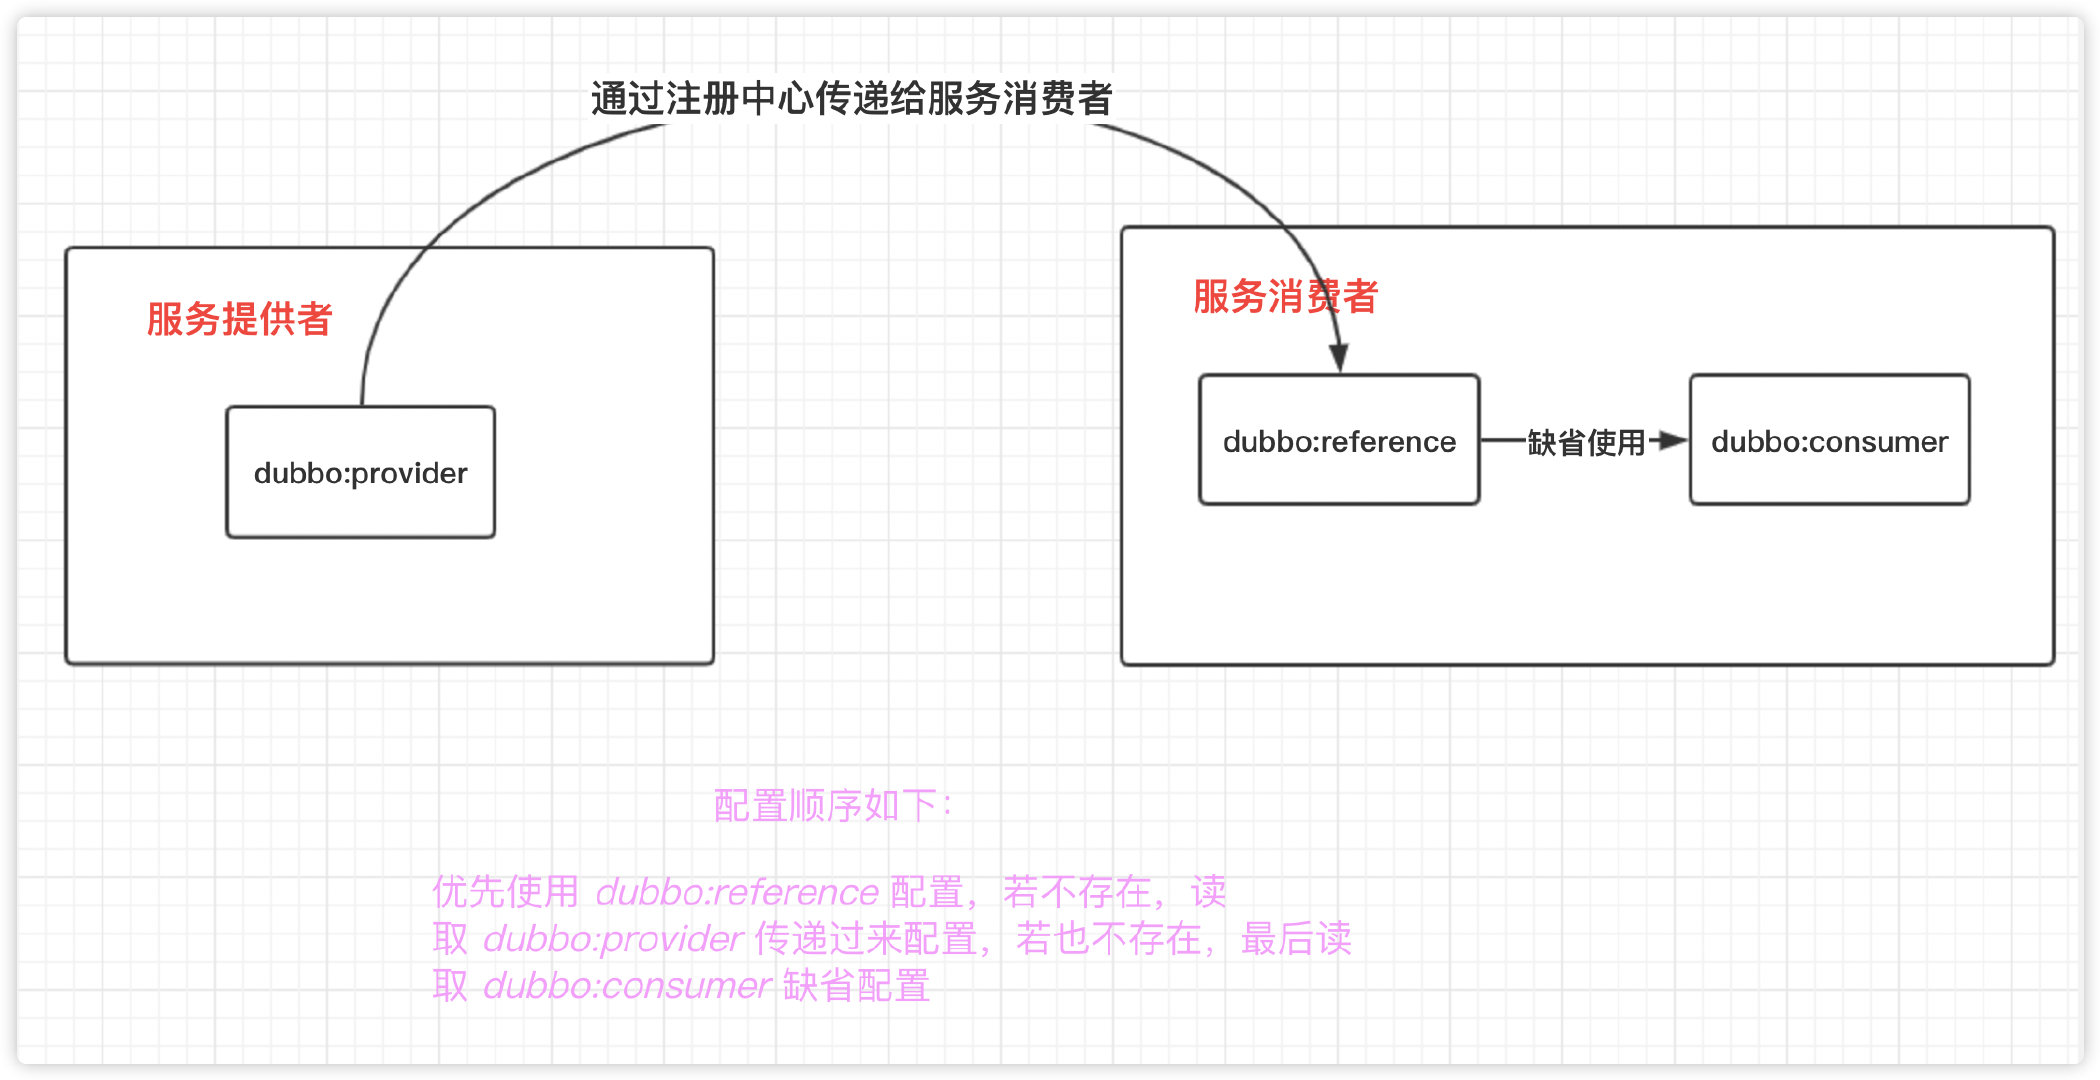 通过注册中心传递给服务消费者
服务提供者
dubbo:provider
服务消费者
dubbo:reference
缺省使用
dubbo:consumer
配置顺序如下：
优先使用 dubbo:reference 配置，若不存在，读
取 dubbo:provider 传递过来配置，若也不存在，最后读
取 dubbo:consumer 缺省配置